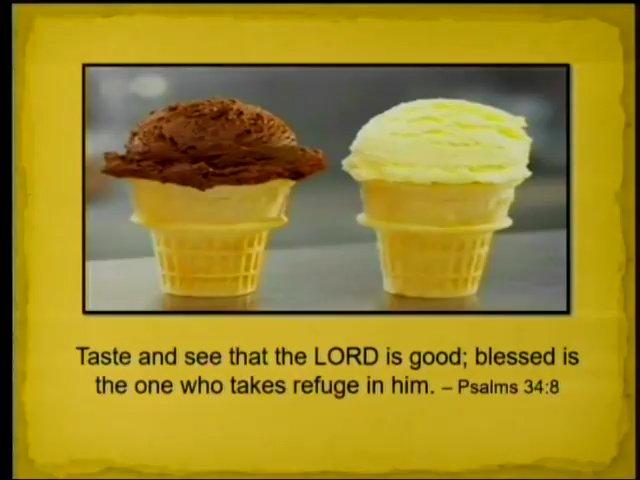 Taste and see that the LORD is good; blessed is
the one who takes refuge in him. – Psalms 34:8